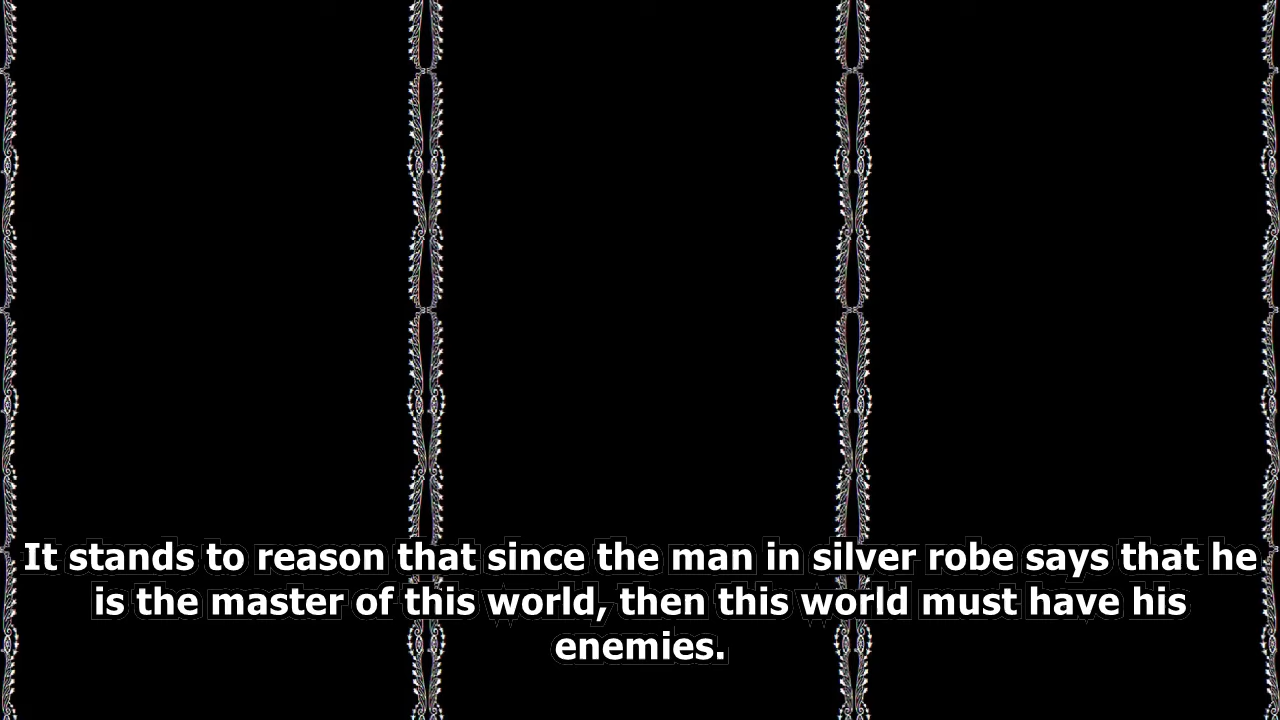 It stands to reason that since the man in silver robe says that he
is the master of this world, then this world must have his
enemies.